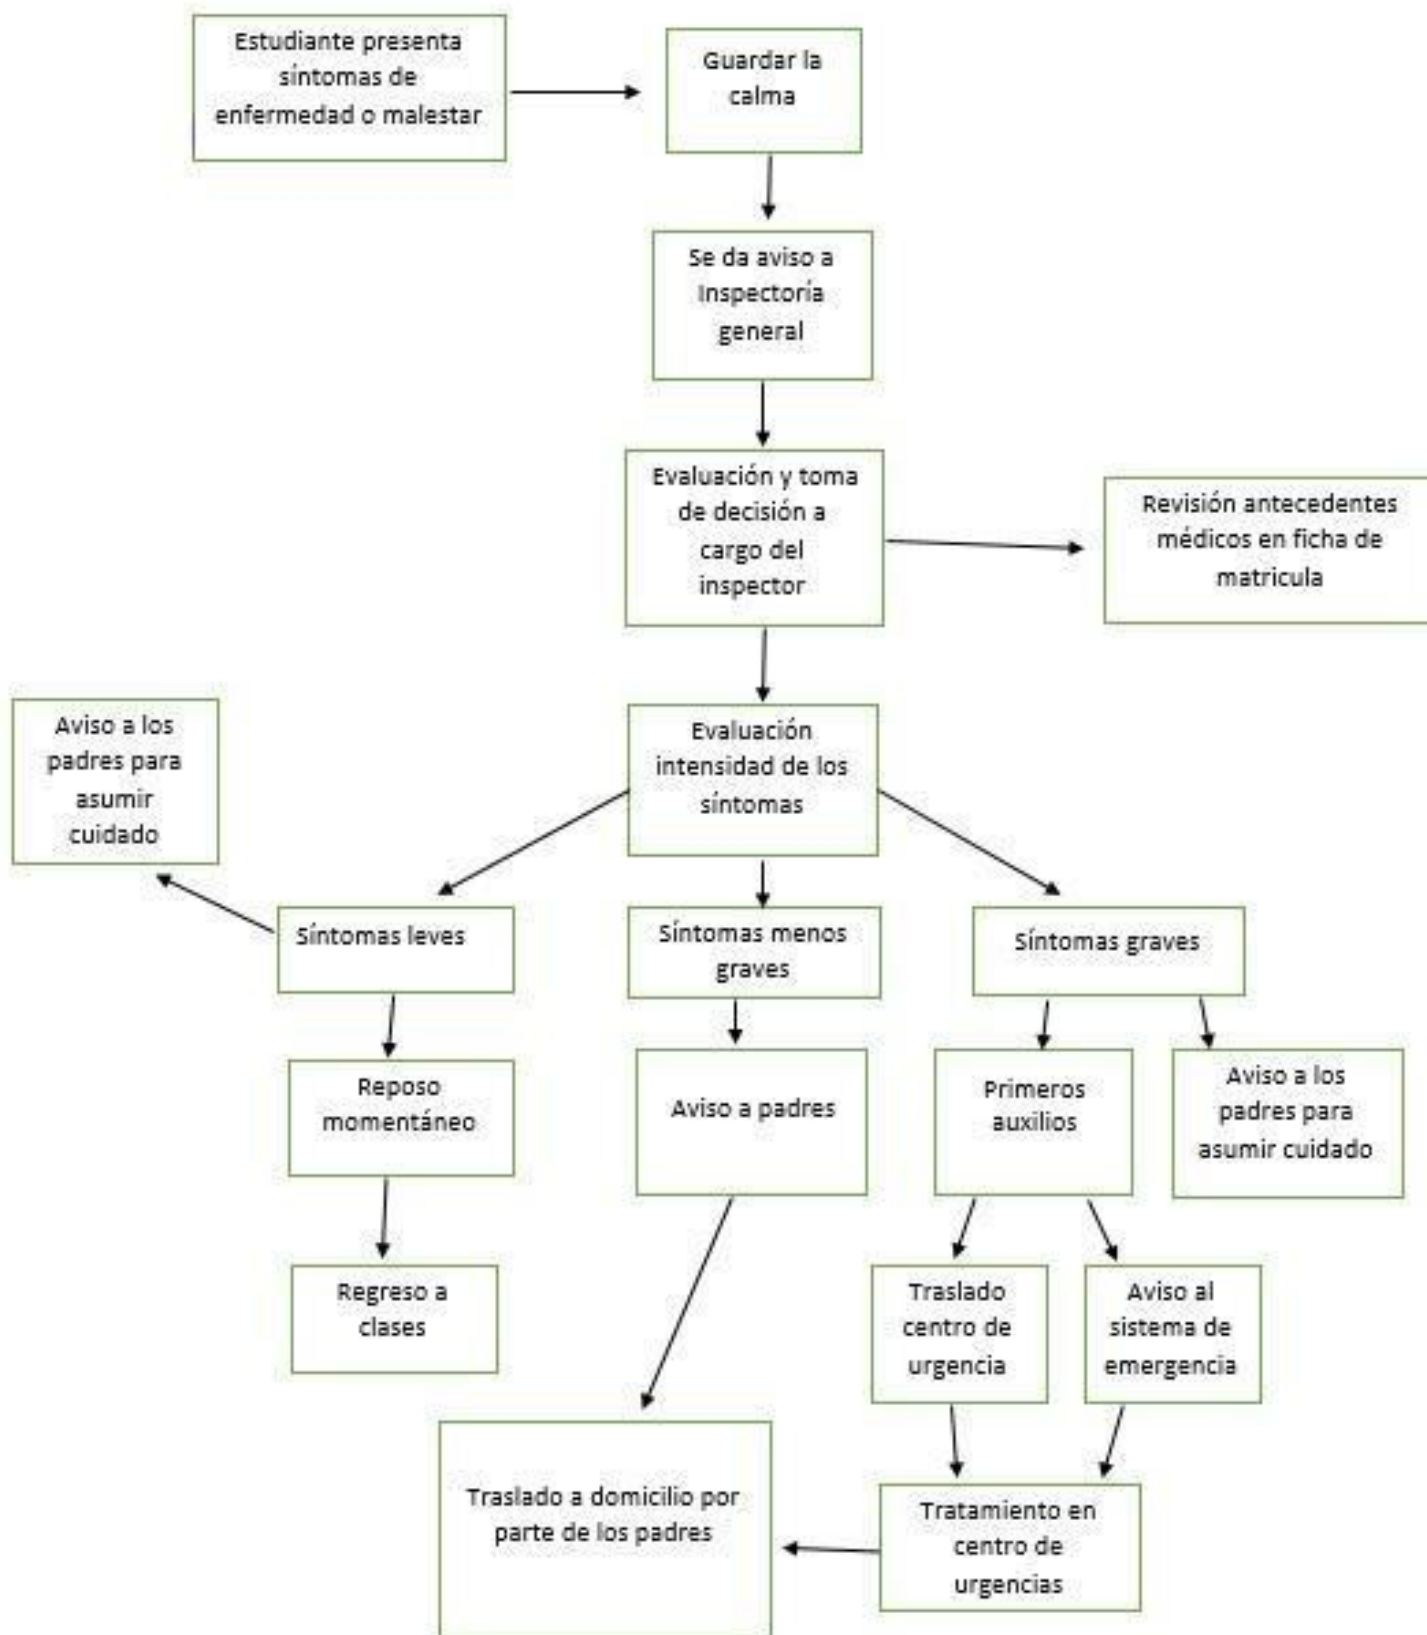 Estudiante presenta
síntomas de
enfermedad o malestar
Guardar la
calma
Se da aviso a
Inspectoría
general
Evaluación y toma
de decisión a
cargo del
inspector
Revisión antecedentes
médicos en ficha de
matricula
Evaluación
intensidad de los
síntomas
Aviso a los
padres para
asumir
cuidado
Síntomas leves
Síntomas menos
graves
Síntomas graves
Reposo
momentáneo
Aviso a padres
Primeros
auxilios
Aviso a los
padres para
asumir cuidado
Regreso a
clases
Traslado
centro de
urgencia
Aviso al
sistema de
emergencia
Traslado a domicilio por
parte de los padres
Tratamiento en
centro de
urgencias